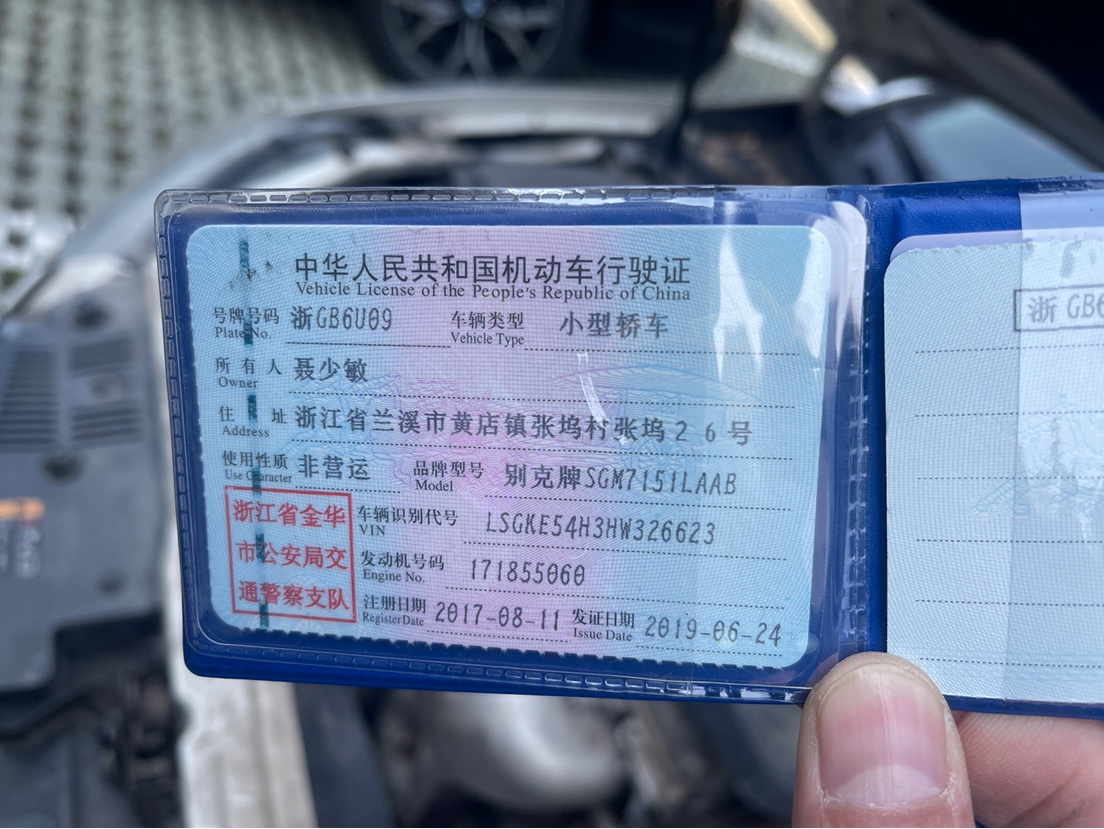 中华人民共和国机动车行驶证
Vehicle License of the People's Republic of China
号牌号码 浙GB6U09 车辆类型 小型轿车
Plate No. Vehicle Type
所有人 聂少敏
Owner
住址 浙江省兰溪市黄店镇张坞村张坞26号
Address
使用性质 非营运 品牌型号 别克牌SGM7151LAAB
Use Character Model
浙江省金华
市公安局交
通警察支队
车辆识别代号 LSGKE54H3HW326623
VIN
发动机号码 171855060
Engine No.
注册日期 2017-08-11 发证日期 2019-06-24
Register Date Issue Date
浙GB6